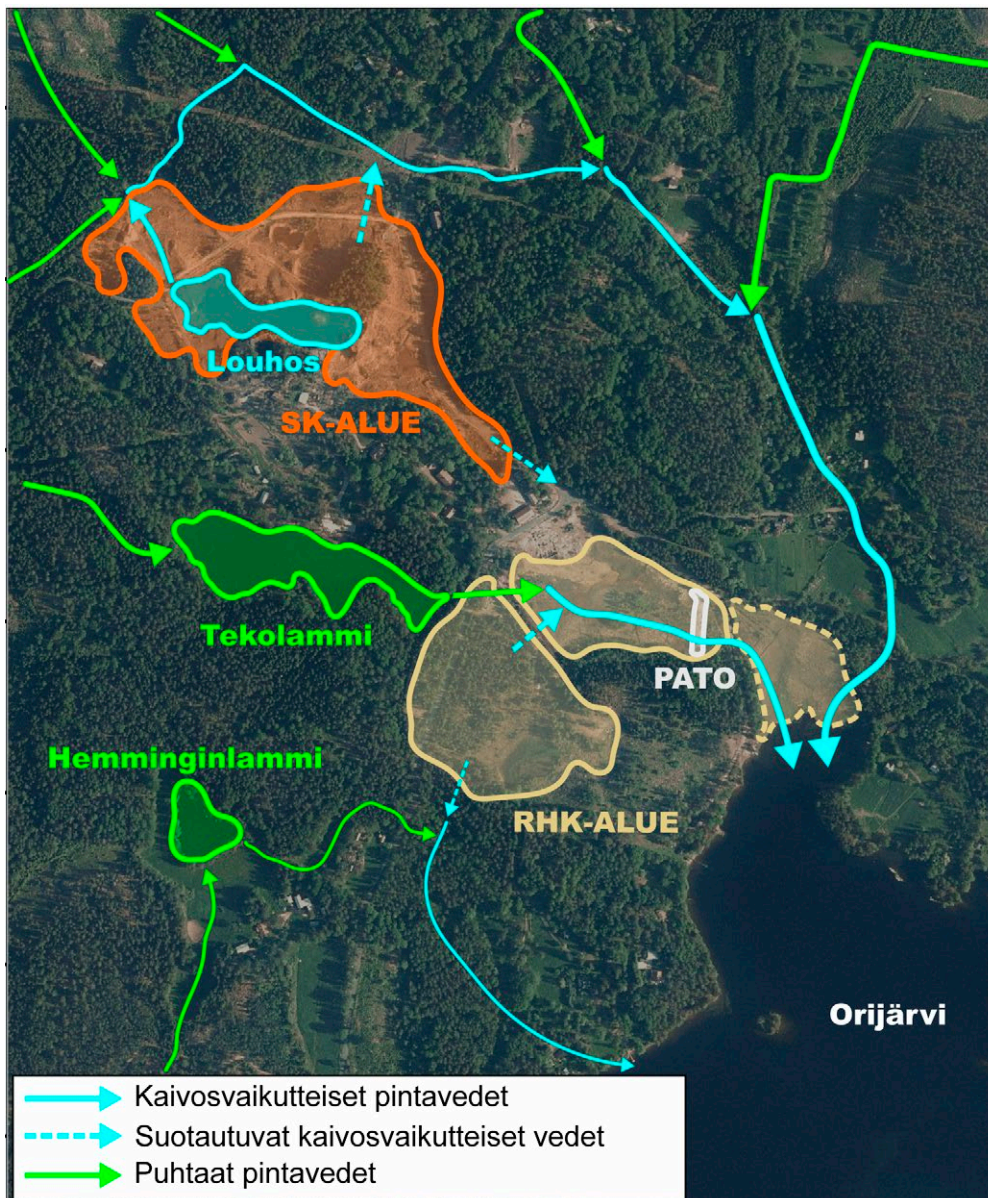 Louhos
SK-ALUE
Tekolammi
PATO
Hemminginlammi
RHK-ALUE
Orijärvi
Kaivosvaikutteiset pintavedet
Suotautuvat kaivosvaikutteiset vedet
Puhtaat pintavedet